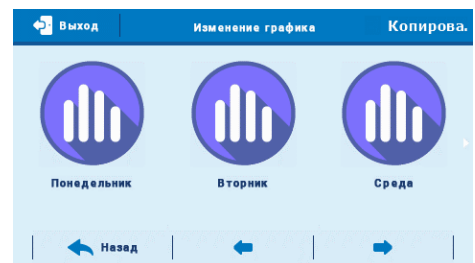 Выход Изменение графика Копирова.
Понедельник Вторник Среда
Назад